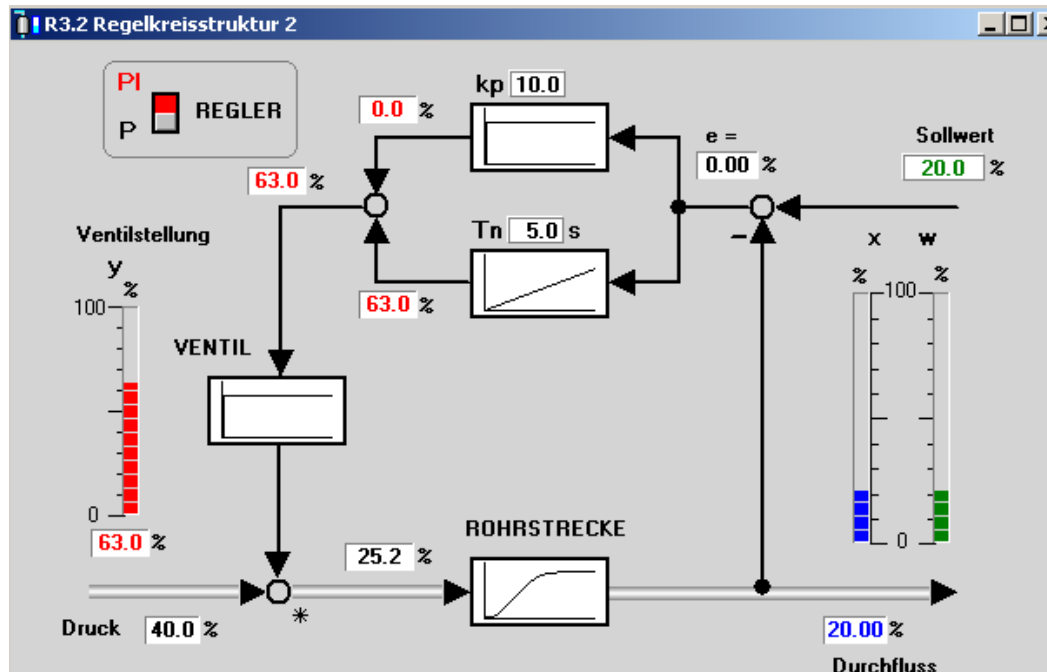 R3.2 Regelkreisstruktur 2
PI
P
REGLER
kp 10.0
0.0 %
e =
0.00 %
Sollwert
20.0 %
63.0 %
Tn 5.0 s
63.0 %
–
Ventilstellung
y
%
100
0
63.0 %
x w
% %
100
0
VENTIL
ROHRSTRECKE
25.2 %
*
Druck 40.0 %
20.00 %
Durchfluss